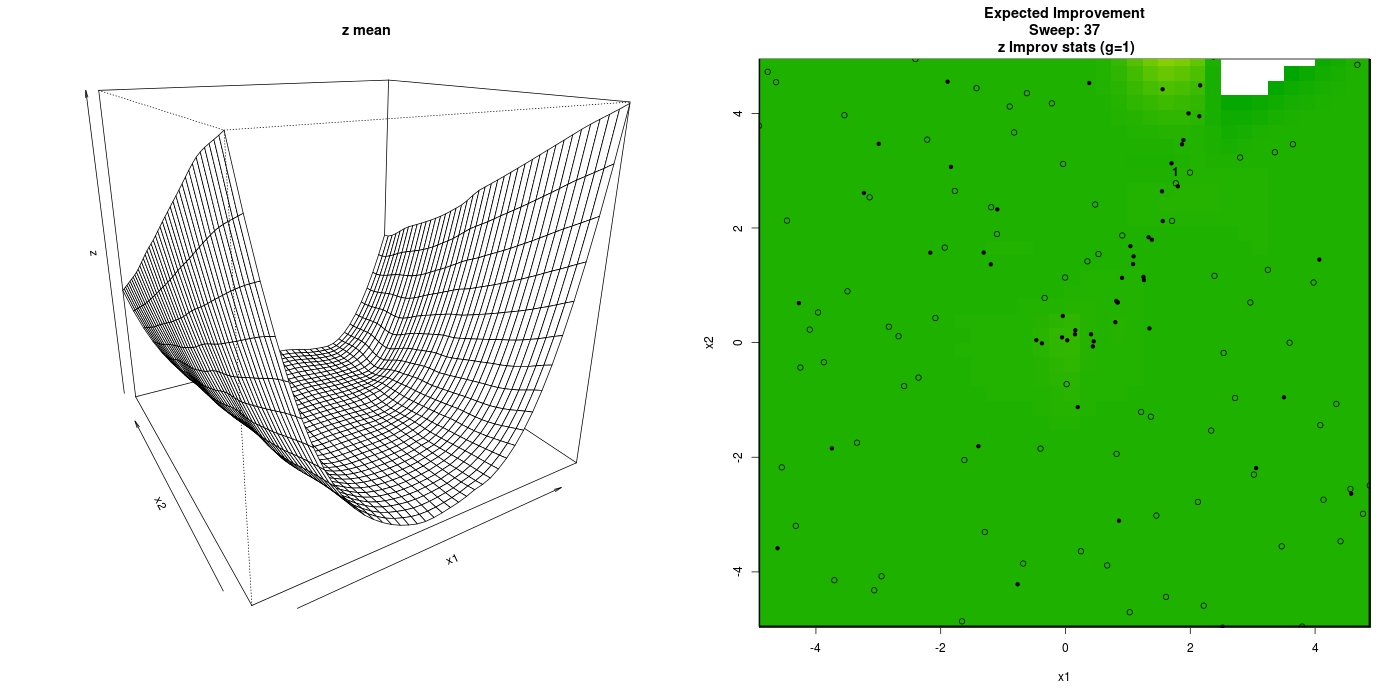 z mean
z
x2
x1
Expected Improvement
Sweep: 37
z Improv stats (g=1)
x2
4
2
0
-2
-4
1
-4
-2
0
2
4
x1